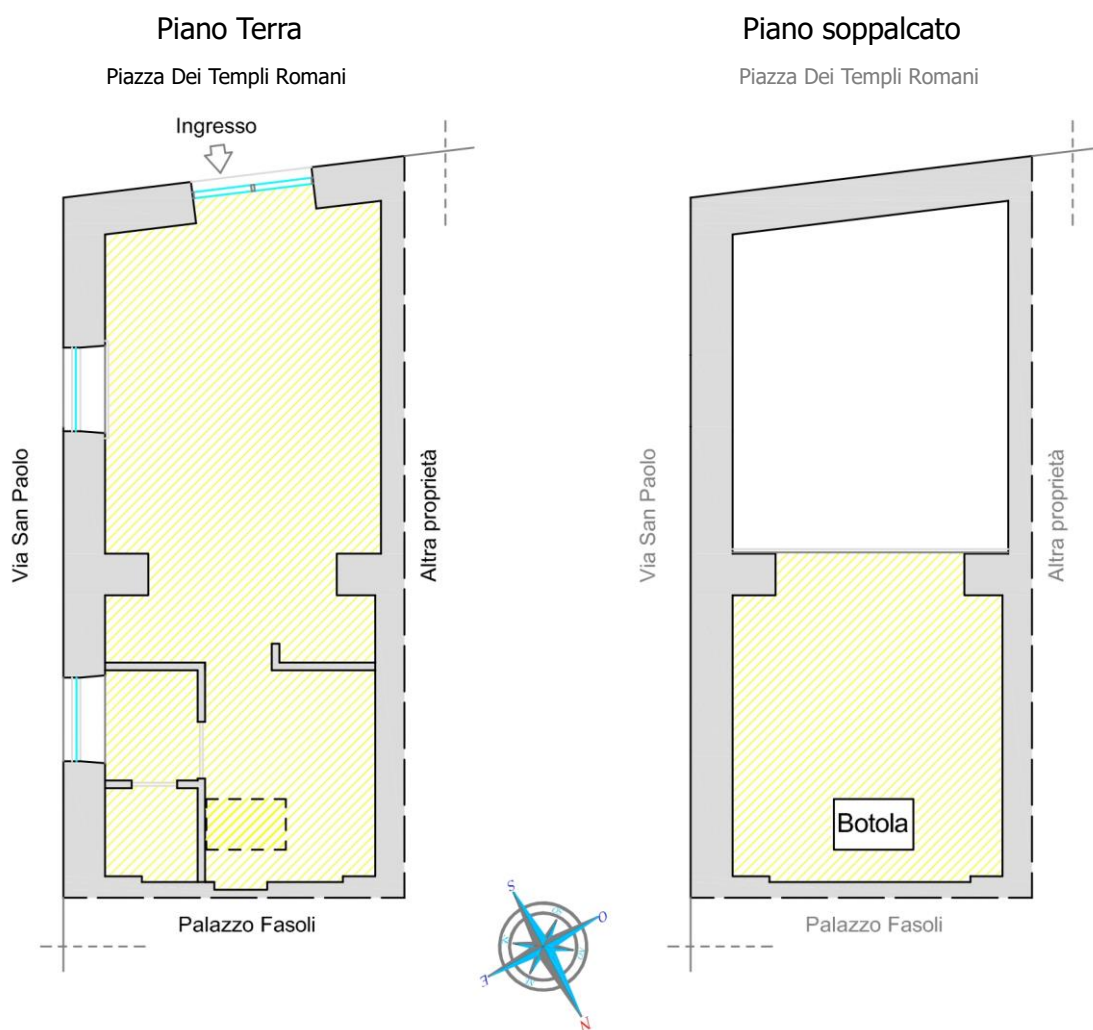 Piano Terra
Piazza Dei Templi Romani
Ingresso
Via San Paolo
Altra proprietà
Palazzo Fasoli
Piano soppalcato
Piazza Dei Templi Romani
Via San Paolo
Altra proprietà
Botola
Palazzo Fasoli
S
O
E
N